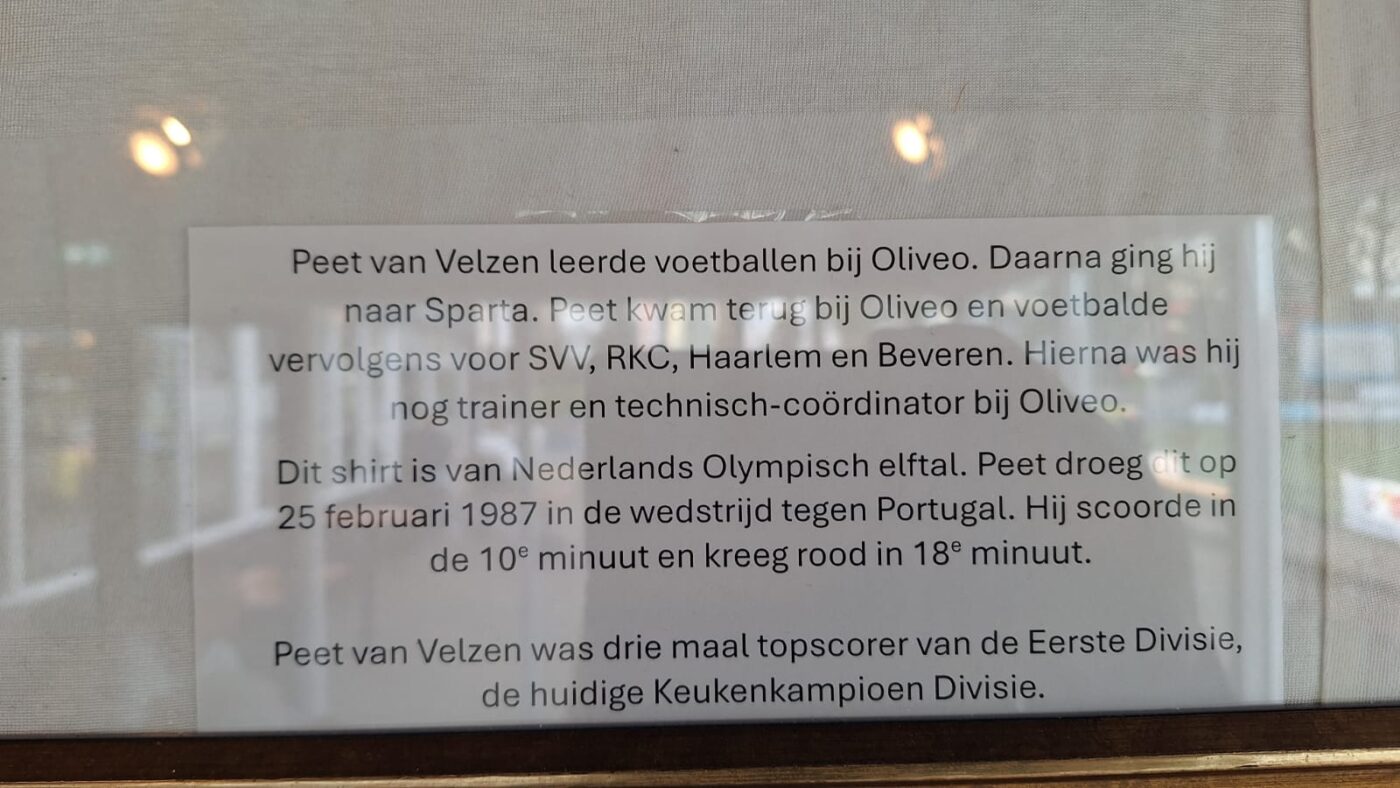 Peet van Velzen leerde voetballen bij Oliveo. Daarna ging hij
naar Sparta. Peet kwam terug bij Oliveo en voetbalde
vervolgens voor SVV, RKC, Haarlem en Beveren. Hierna was hij
nog trainer en technisch-coördinator bij Oliveo.
Dit shirt is van Nederlands Olympisch elftal. Peet droeg dit op
25 februari 1987 in de wedstrijd tegen Portugal. Hij scoorde in
de 10e minuut en kreeg rood in 18e minuut.
Peet van Velzen was drie maal topscorer van de Eerste Divisie,
de huidige Keukenkampioen Divisie.